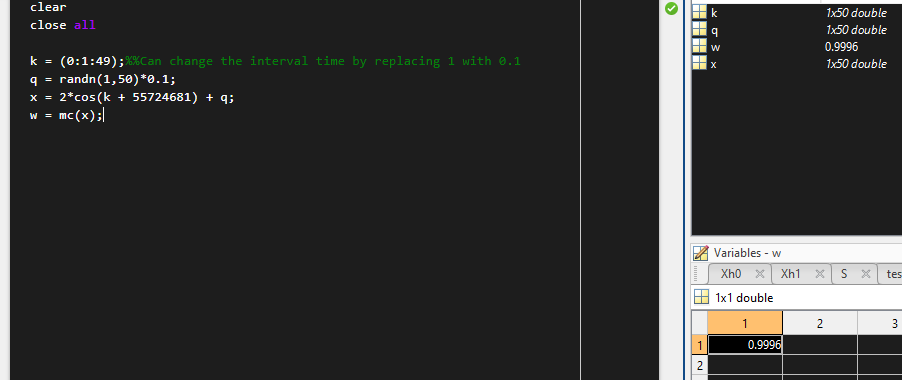 clear
close all
k = (0:1:49);%%Can change the interval time by replacing 1 with 0.1
q = randn(1,50)*0.1;
x = 2*cos(k + 55724681) + q;
w = mc(x);
k 1x50 double
q 1x50 double
w 0.9996
x 1x50 double
Variables - w
Xh0 Xh1 S tes
1x1 double
1 2 3
1 0.9996
2